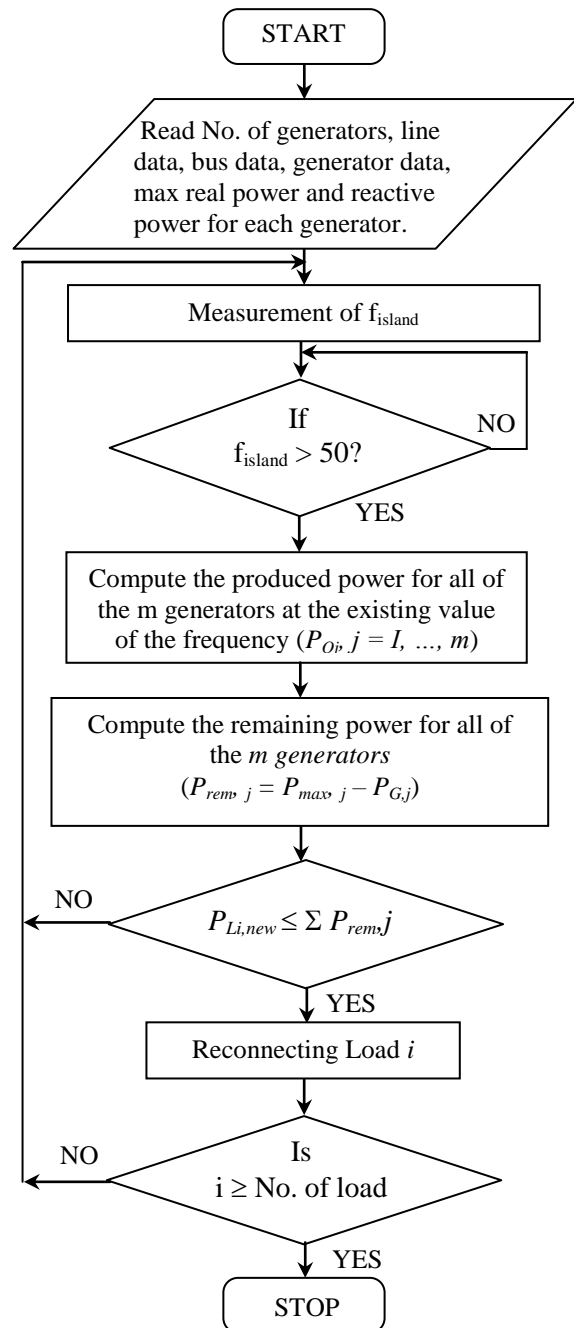 START
Read No. of generators, line
data, bus data, generator data,
max real power and reactive
power for each generator.
Measurement of f_island
If
f_island > 50?
NO
YES
Compute the produced power for all of
the m generators at the existing value
of the frequency (P_Oi, j = I, ..., m)
Compute the remaining power for all of
the m generators
(P_rem, j = P_max, j – P_G,j)
NO
P_Li,new ≤ Σ P_rem,j
YES
Reconnecting Load i
NO
Is
i ≥ No. of load
YES
STOP